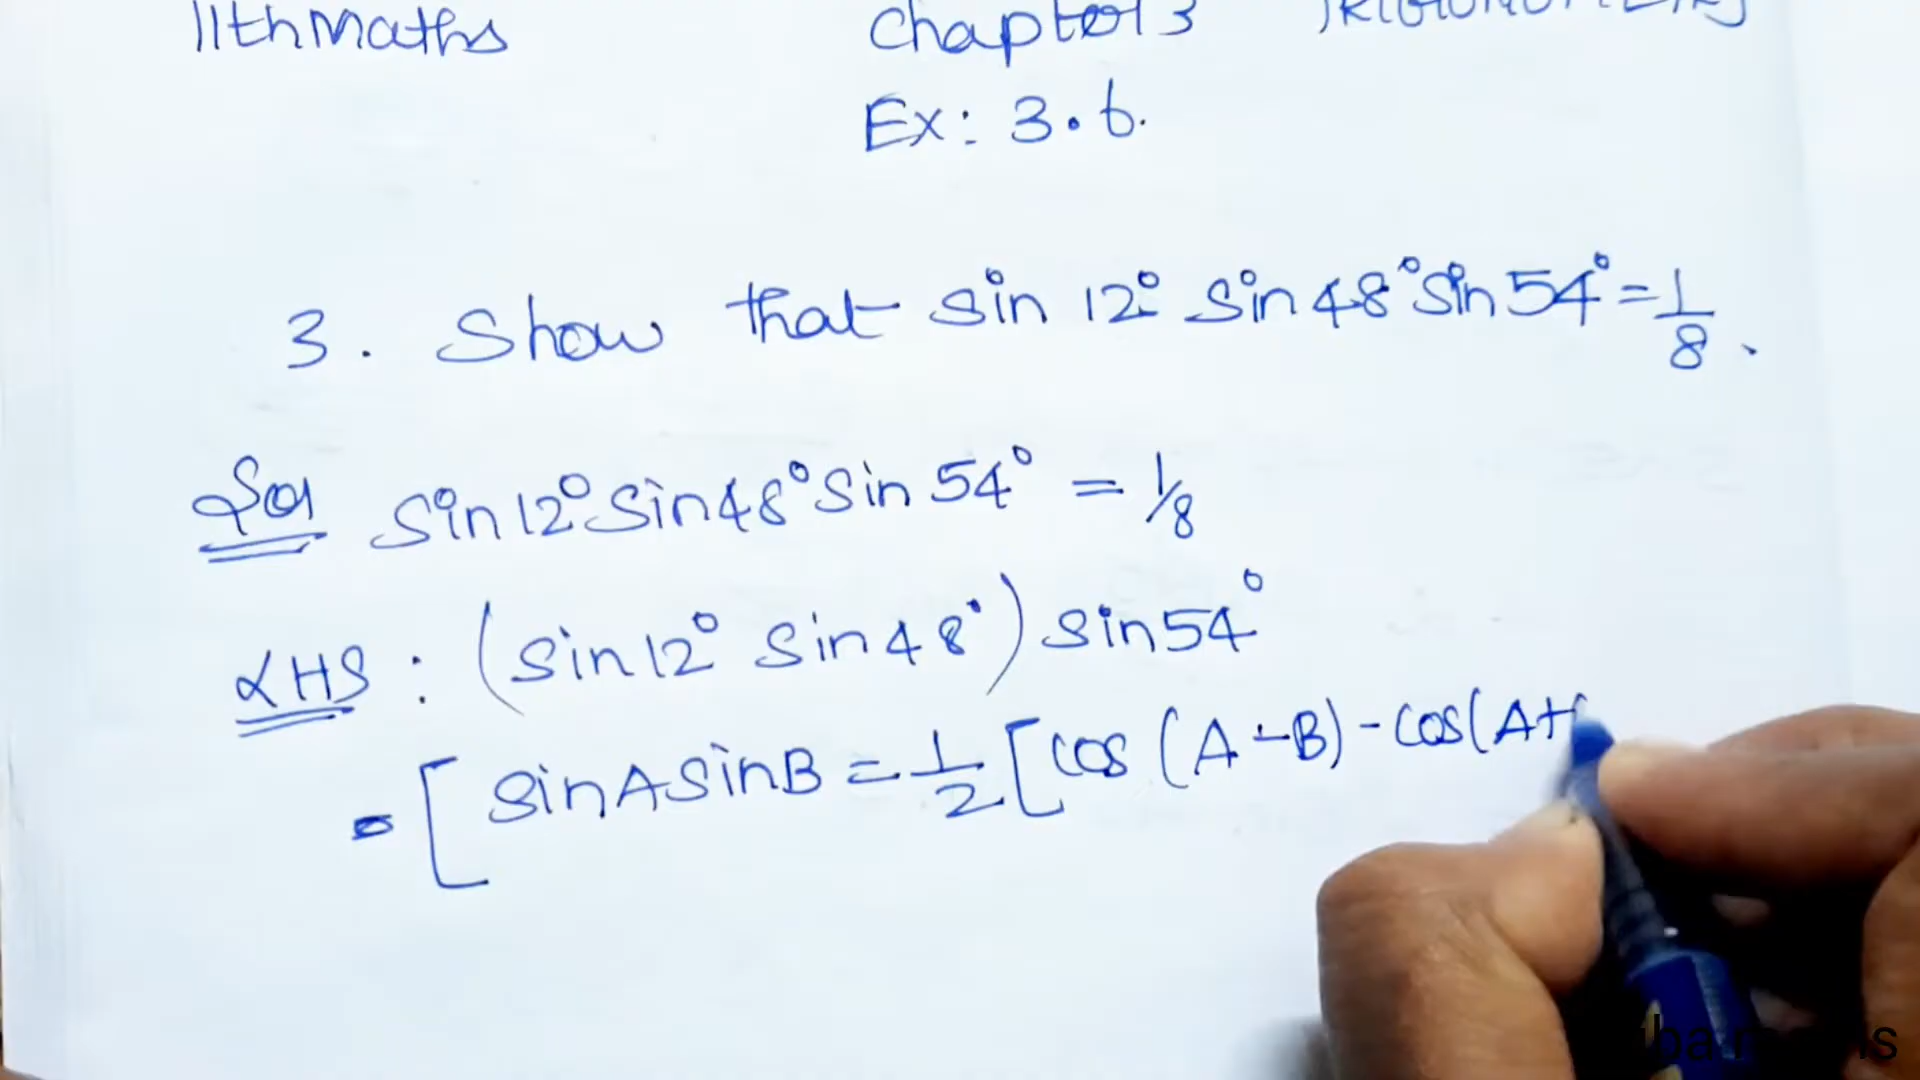 11th Maths Chapter 3 TRIGONOMETRY
Ex: 3.6.
3. Show that sin 12° sin 48° sin 54° = 1/8.
Sol sin 12° sin 48° sin 54° = 1/8
LHS : (sin 12° sin 48°) sin 54°
= [ sin A sin B = 1/2 [cos (A - B) - cos (A +